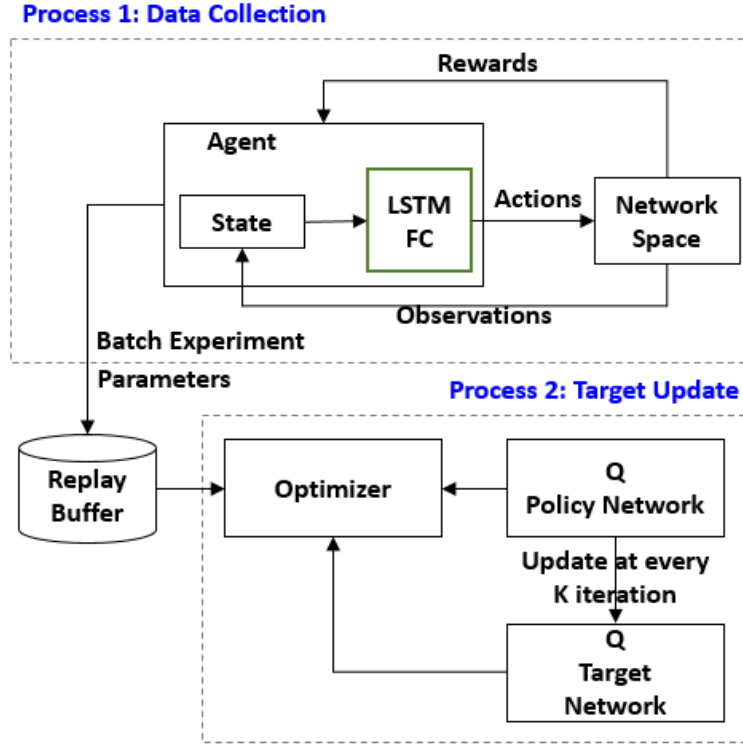 Process 1: Data Collection
Rewards
Agent
State
LSTM
FC
Actions
Network
Space
Observations
Batch Experiment
Parameters
Process 2: Target Update
Replay
Buffer
Optimizer
Q
Policy Network
Update at every
K iteration
Q
Target
Network